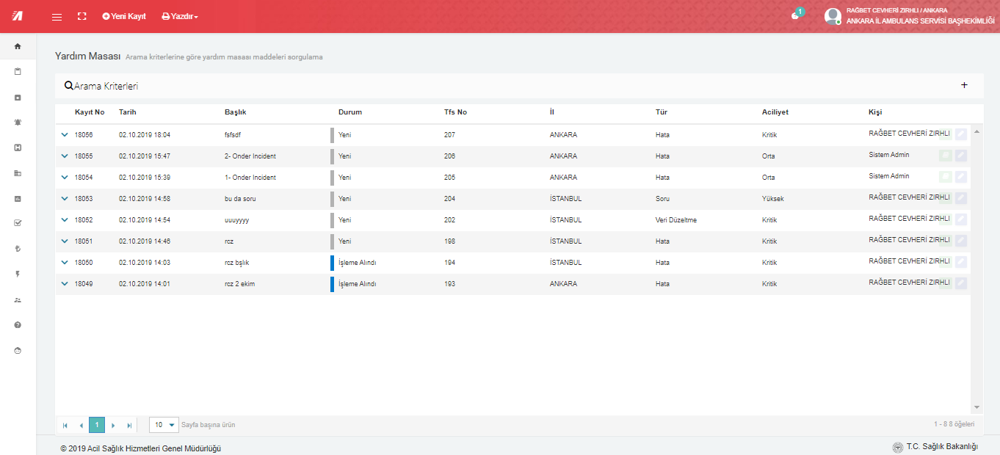 Yeni Kayıt Yazdır
1
RAĞBET CEVHERİ ZIRHLI / ANKARA
ANKARA İL AMBULANS SERVİSİ BAŞHEKİMLİĞİ
Yardım Masası Arama kriterlerine göre yardım masası maddeleri sorgulama
Arama Kriterleri +
Kayıt No Tarih Başlık Durum Tfs No İl Tür Aciliyet Kişi
18056 02.10.2019 18:04 fsfsdf Yeni 207 ANKARA Hata Kritik RAĞBET CEVHERİ ZIRHLI
18055 02.10.2019 15:47 2- Onder Incident Yeni 206 ANKARA Hata Orta Sistem Admin
18054 02.10.2019 15:39 1- Onder Incident Yeni 205 ANKARA Hata Orta Sistem Admin
18053 02.10.2019 14:58 bu da soru Yeni 204 İSTANBUL Soru Yüksek RAĞBET CEVHERİ ZIRHLI
18052 02.10.2019 14:54 uuuyyyy Yeni 202 İSTANBUL Veri Düzeltme Kritik RAĞBET CEVHERİ ZIRHLI
18051 02.10.2019 14:46 rcz Yeni 198 İSTANBUL Hata Kritik RAĞBET CEVHERİ ZIRHLI
18050 02.10.2019 14:03 rcz bşlık İşleme Alındı 194 İSTANBUL Hata Kritik RAĞBET CEVHERİ ZIRHLI
18049 02.10.2019 14:01 rcz 2 ekim İşleme Alındı 193 ANKARA Hata Kritik RAĞBET CEVHERİ ZIRHLI
1 10 Sayfa başına ürün 1 - 8 8 öğeleri
© 2019 Acil Sağlık Hizmetleri Genel Müdürlüğü T.C. Sağlık Bakanlığı